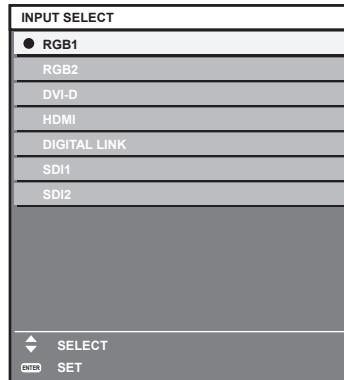 INPUT SELECT
RGB1
RGB2
DVI-D
HDMI
DIGITAL LINK
SDI1
SDI2
SELECT
ENTER SET